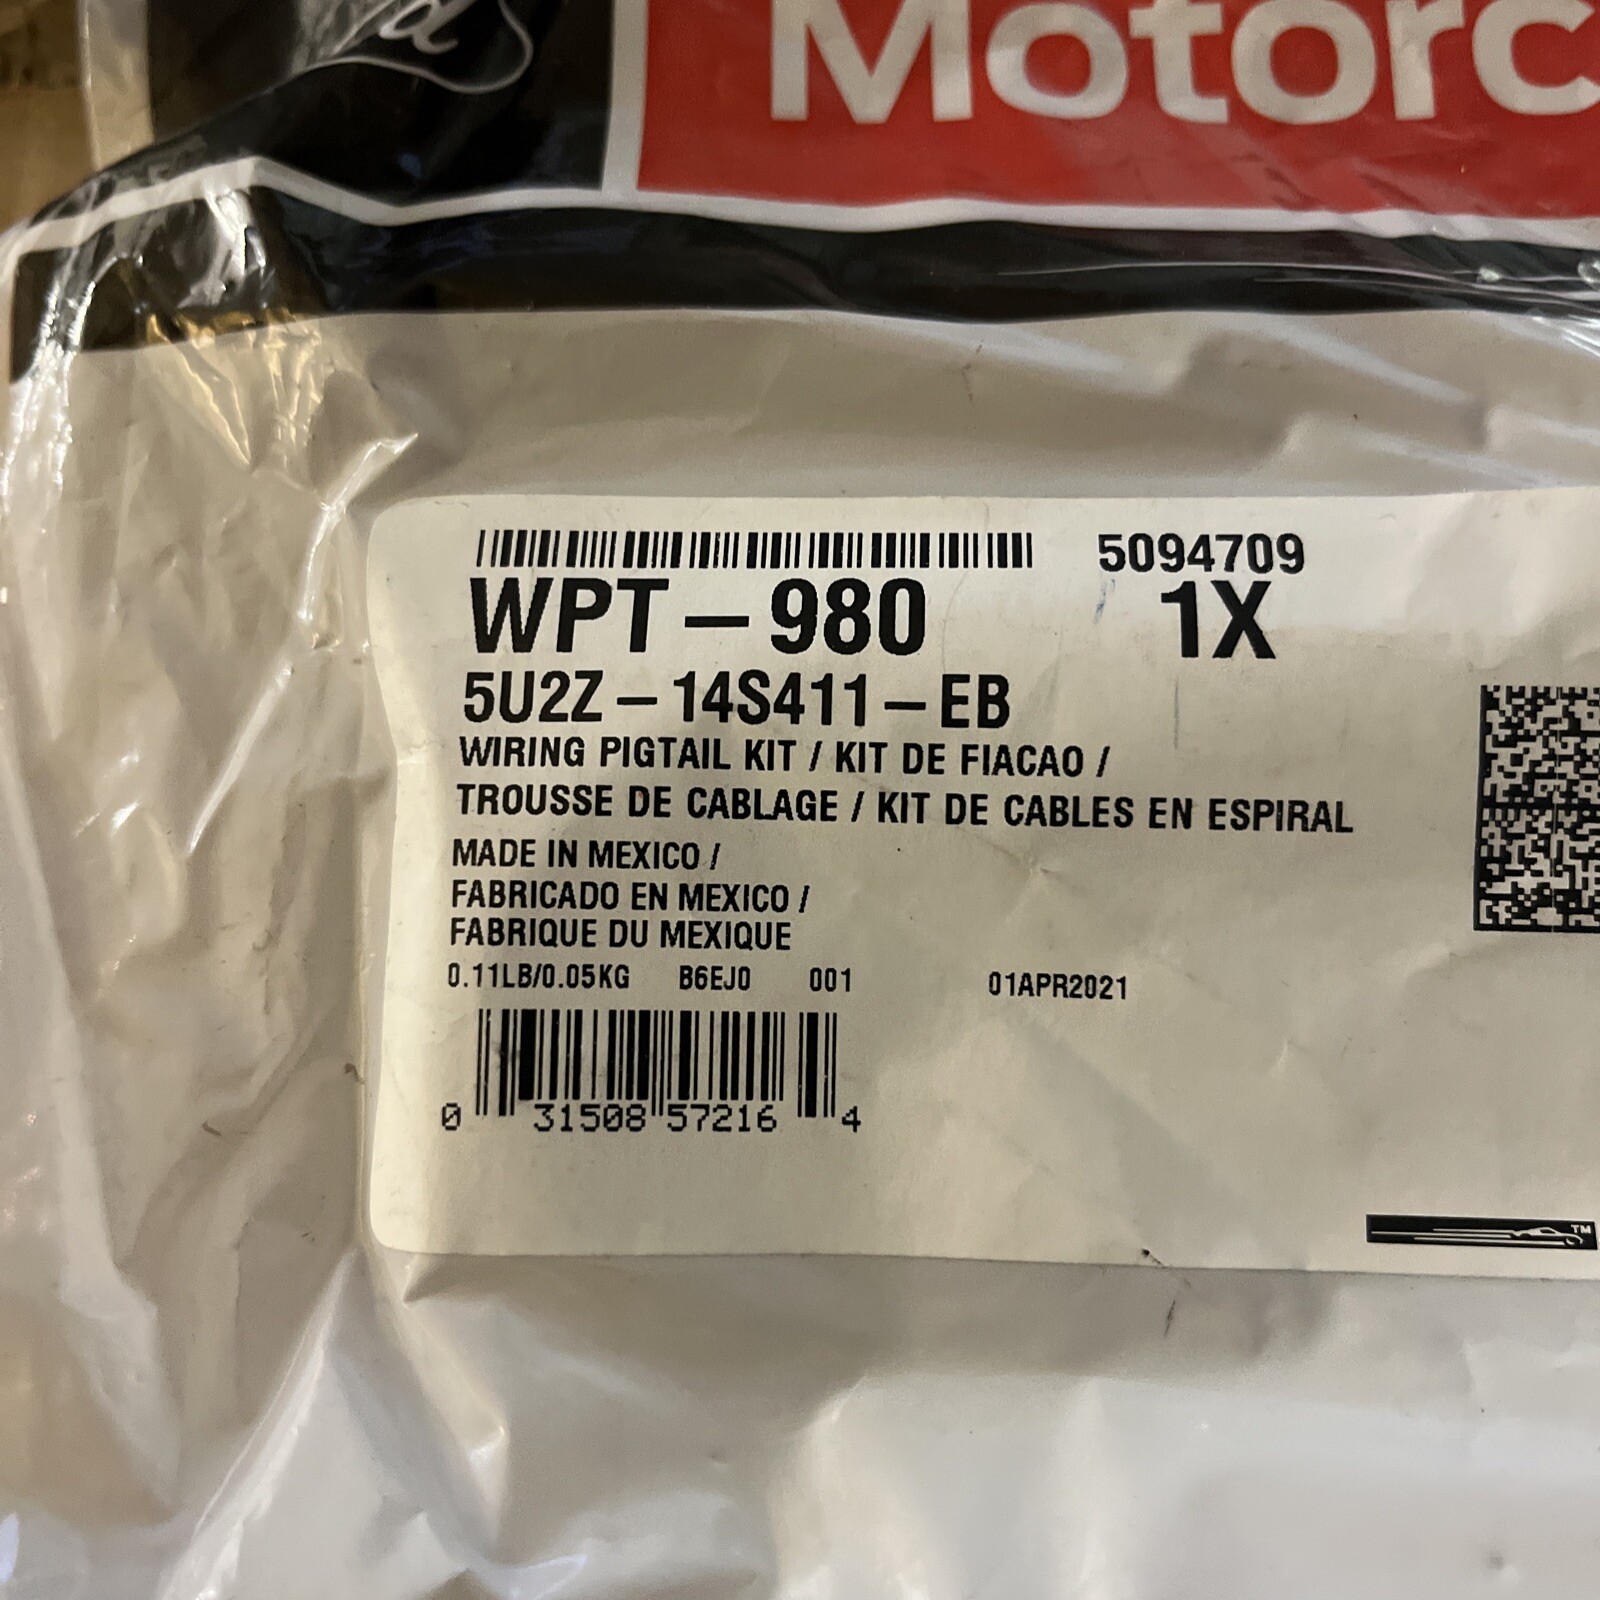 Motorc
5094709
WPT-980 1X
5U2Z-14S411-EB
WIRING PIGTAIL KIT / KIT DE FIACAO /
TROUSSE DE CABLAGE / KIT DE CABLES EN ESPIRAL
MADE IN MEXICO /
FABRICADO EN MEXICO /
FABRIQUE DU MEXIQUE
0.11LB/0.05KG B6EJ0 001 01APR2021
0 31508 57216 4
TM